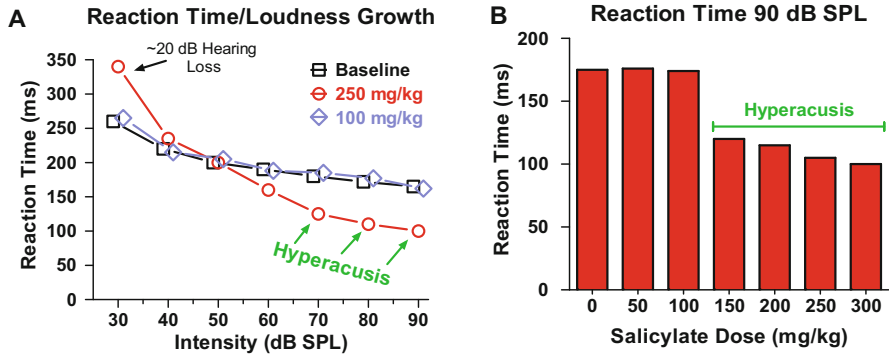 A
Reaction Time/Loudness Growth
~20 dB Hearing
Loss
Baseline
250 mg/kg
100 mg/kg
Hyperacusis
Reaction Time (ms)
350
300
250
200
150
100
50
0
30 40 50 60 70 80 90
Intensity (dB SPL)
B
Reaction Time 90 dB SPL
Hyperacusis
Reaction Time (ms)
200
150
100
50
0
0 50 100 150 200 250 300
Salicylate Dose (mg/kg)